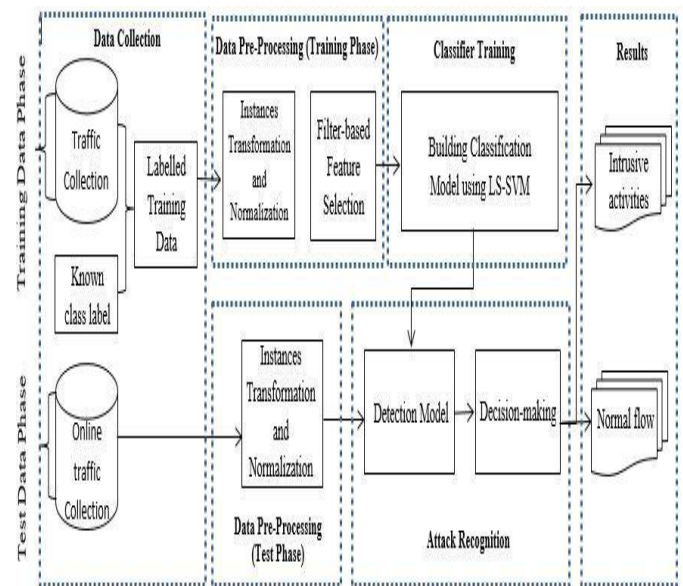 Training Data Phase
Data Collection
Traffic
Collection
Labelled
Training
Data
Known
class label
Data Pre-Processing (Training Phase)
Instances
Transformation
and
Normalization
Filter-based
Feature
Selection
Classifier Training
Building Classification
Model using LS-SVM
Results
Intrusive
activities
Test Data Phase
Online
traffic
Collection
Instances
Transformation
and
Normalization
Data Pre-Processing
(Test Phase)
Detection Model
Decision-making
Attack Recognition
Normal flow